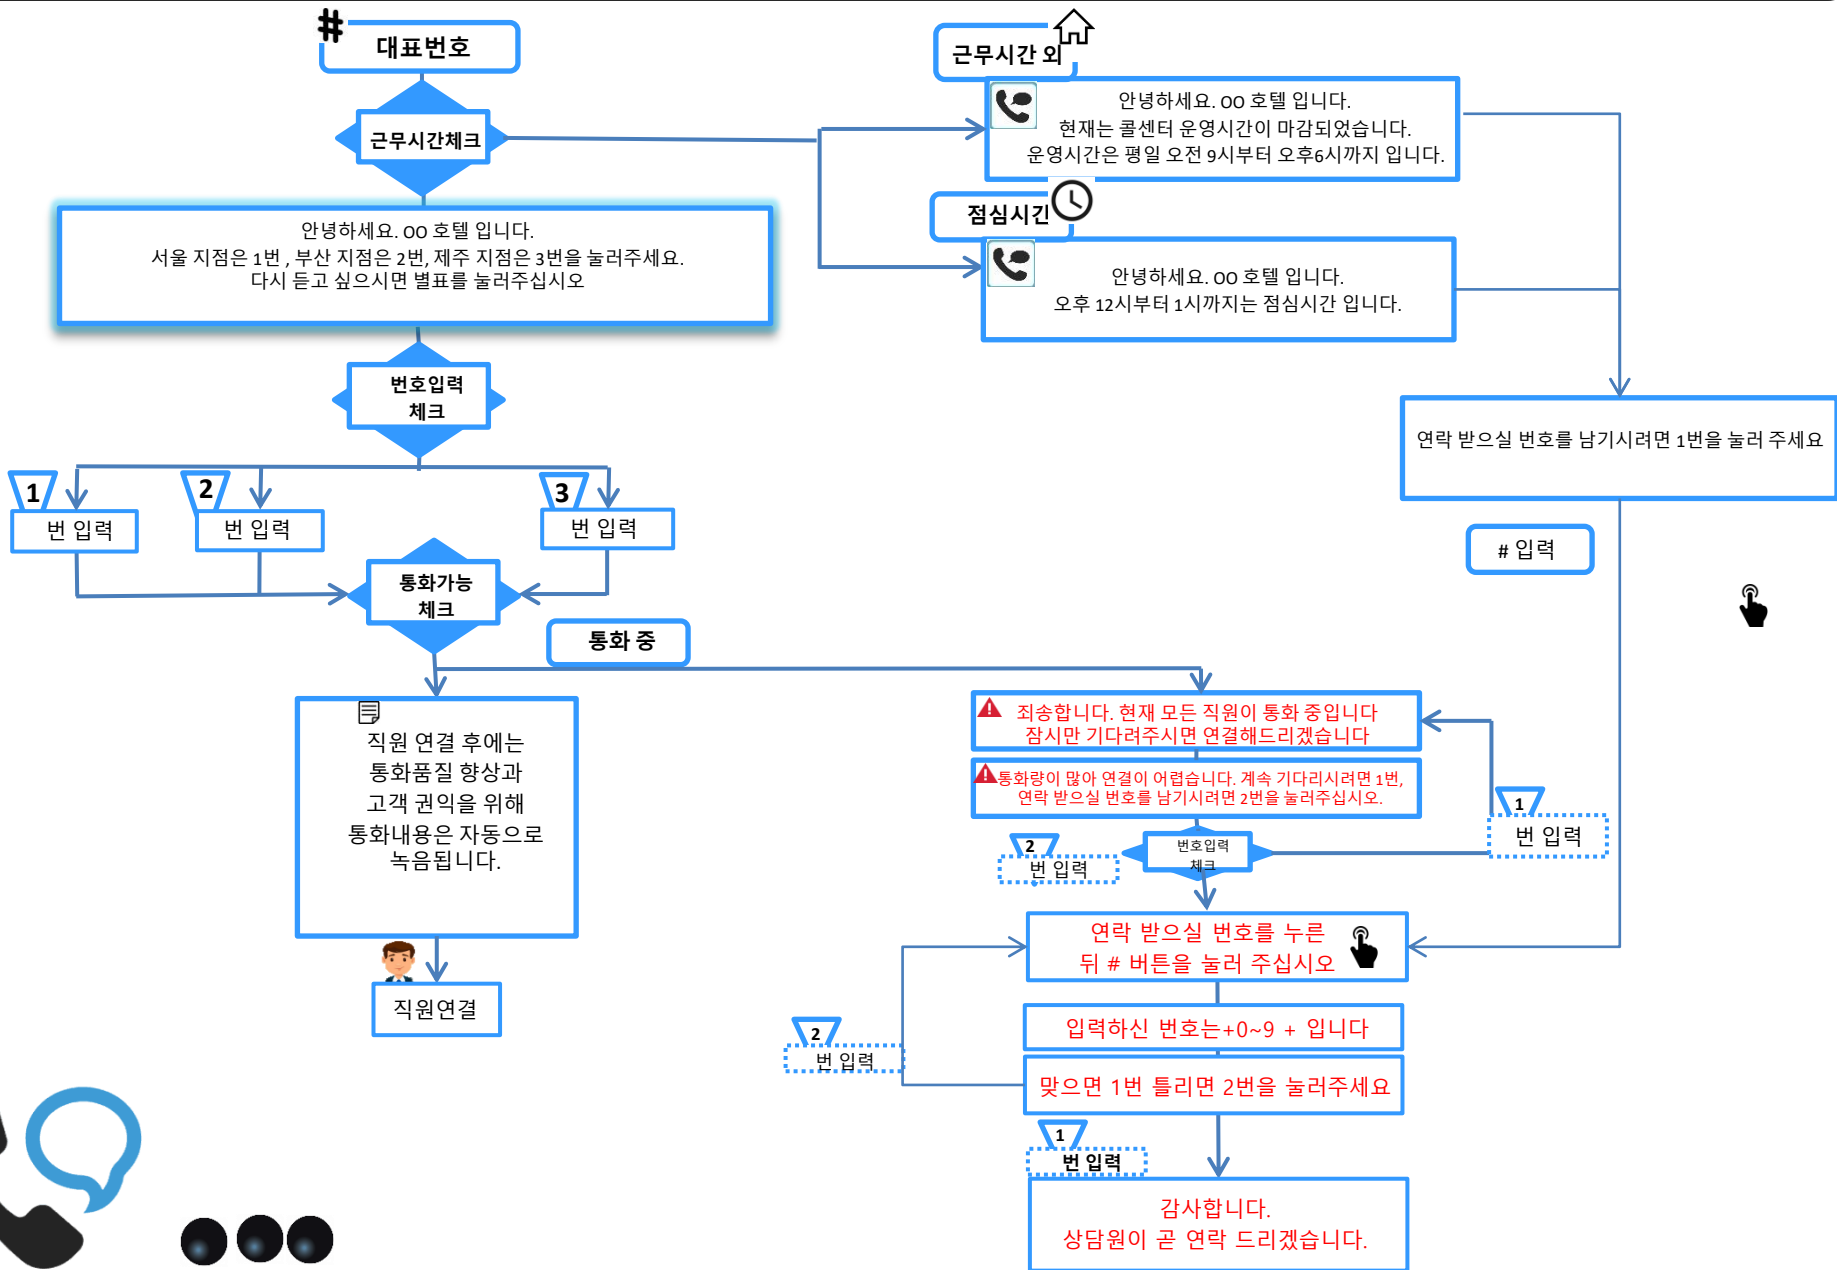 #
대표번호
근무시간 외
근무시간체크
안녕하세요. OO 호텔 입니다.
현재는 콜센터 운영시간이 마감되었습니다.
운영시간은 평일 오전 9시부터 오후6시까지 입니다.
점심시간
안녕하세요. OO 호텔 입니다.
오후 12시부터 1시까지는 점심시간 입니다.
안녕하세요. OO 호텔 입니다.
서울 지점은 1번 , 부산 지점은 2번, 제주 지점은 3번을 눌러주세요.
다시 듣고 싶으시면 별표를 눌러주십시오
번호입력
체크
연락 받으실 번호를 남기시려면 1번을 눌러 주세요
1
번 입력
2
번 입력
3
번 입력
# 입력
통화가능
체크
통화 중
직원 연결 후에는
통화품질 향상과
고객 권익을 위해
통화내용은 자동으로
녹음됩니다.
직원연결
죄송합니다. 현재 모든 직원이 통화 중입니다
잠시만 기다려주시면 연결해드리겠습니다
통화량이 많아 연결이 어렵습니다. 계속 기다리시려면 1번,
연락 받으실 번호를 남기시려면 2번을 눌러주십시오.
1
번 입력
2
번 입력
번호입력
체크
연락 받으실 번호를 누른
뒤 # 버튼을 눌러 주십시오
입력하신 번호는+0~9 + 입니다
2
번 입력
맞으면 1번 틀리면 2번을 눌러주세요
1
번 입력
감사합니다.
상담원이 곧 연락 드리겠습니다.